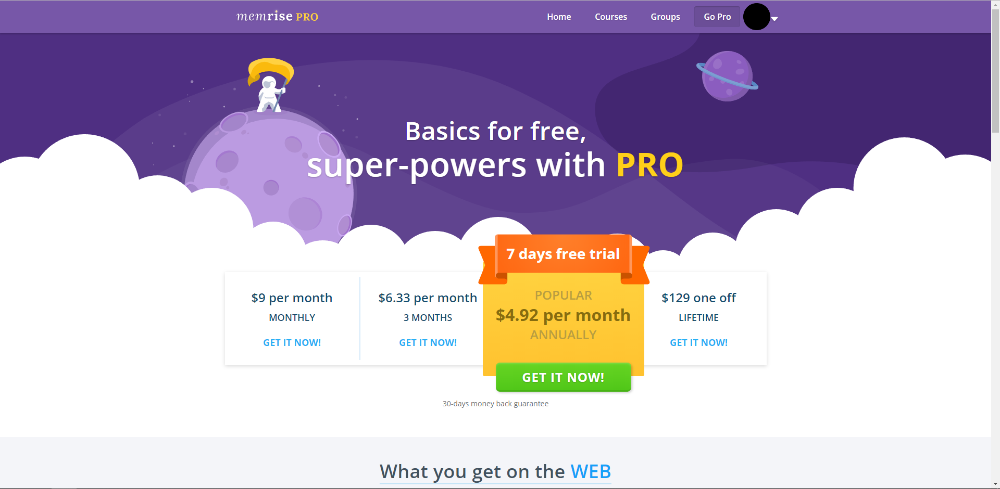 memrise PRO
Home Courses Groups Go Pro
Basics for free,
super-powers with PRO
7 days free trial
$9 per month
MONTHLY
GET IT NOW!
$6.33 per month
3 MONTHS
GET IT NOW!
POPULAR
$4.92 per month
ANNUALLY
GET IT NOW!
$129 one off
LIFETIME
GET IT NOW!
30-days money back guarantee
What you get on the WEB